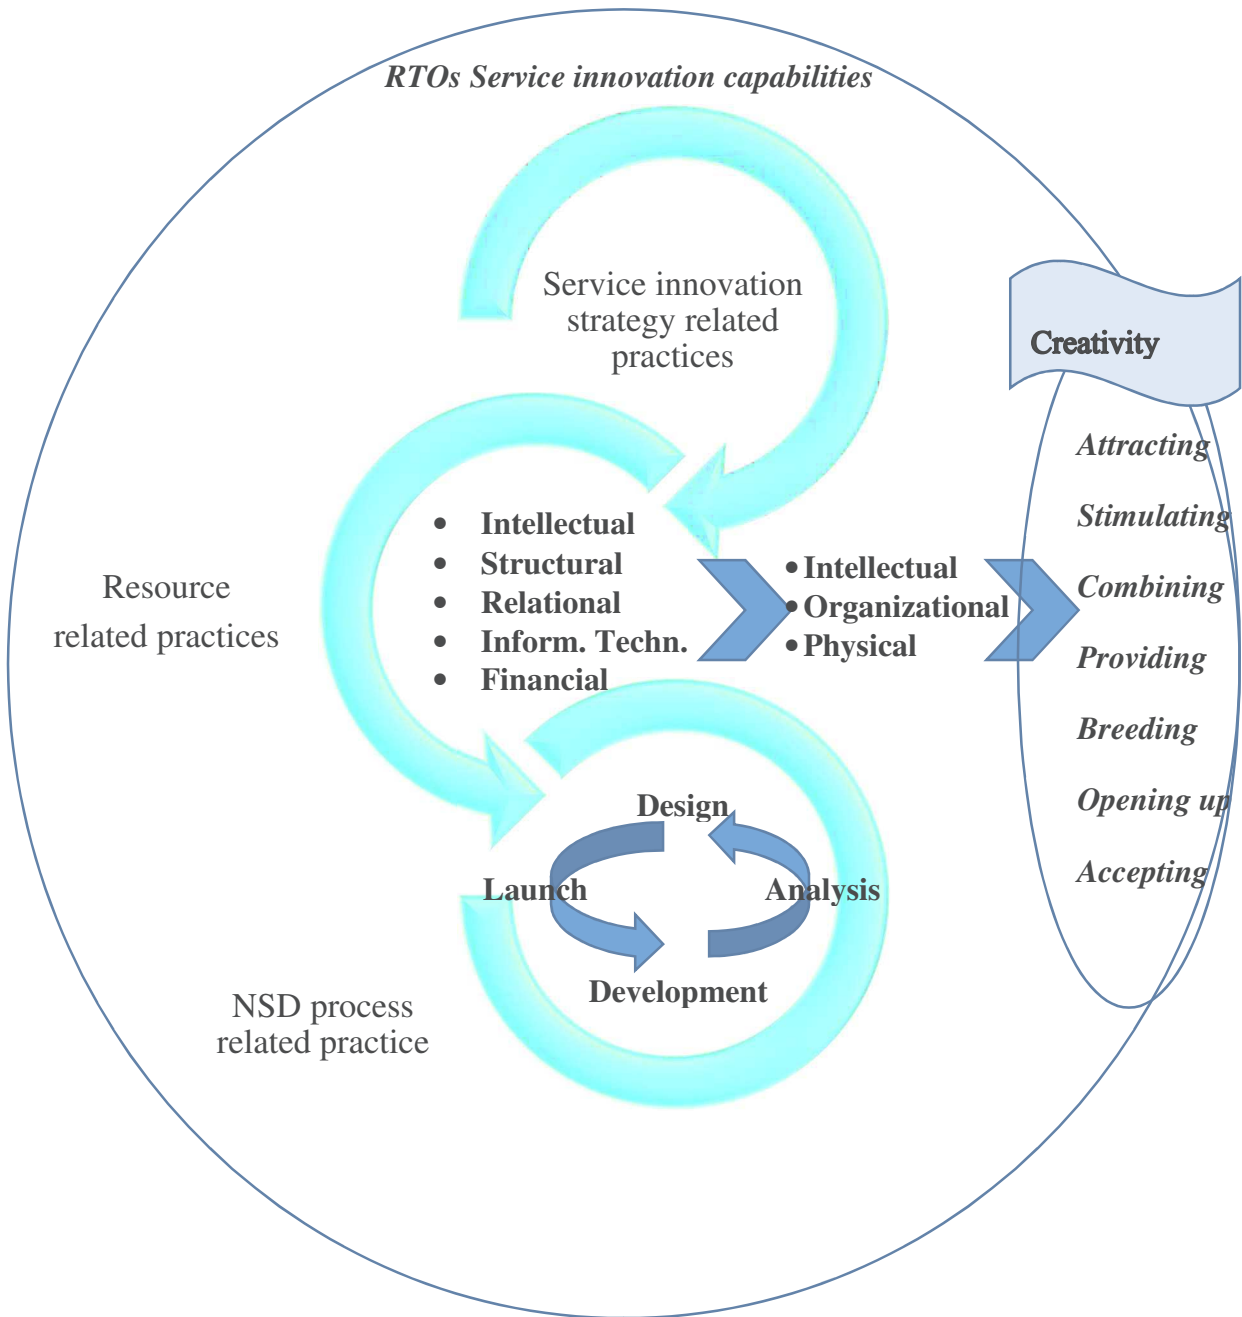 RTOs Service innovation capabilities
Service innovation
strategy related
practices
Creativity
Attracting
Stimulating
Combining
Providing
Breeding
Opening up
Accepting
Resource
related practices
• Intellectual
• Structural
• Relational
• Inform. Techn.
• Financial
• Intellectual
• Organizational
• Physical
Design
Launch
Analysis
Development
NSD process
related practice